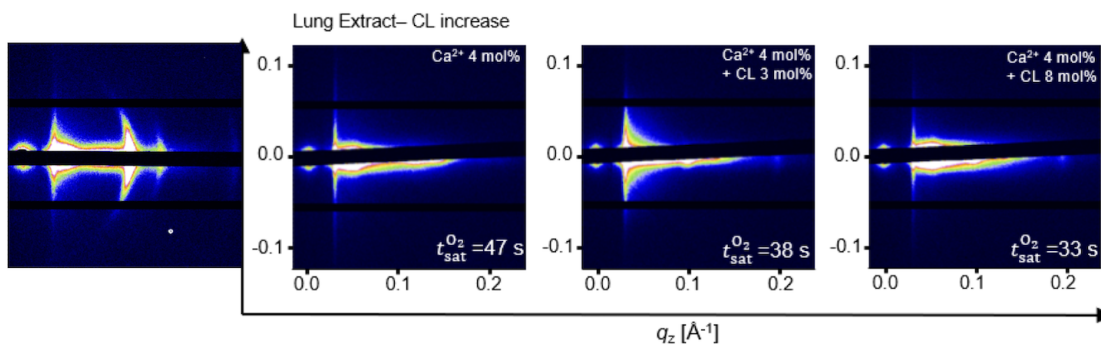 Lung Extract– CL increase
Ca²⁺ 4 mol%
Ca²⁺ 4 mol%
+ CL 3 mol%
Ca²⁺ 4 mol%
+ CL 8 mol%
0.1
0.0
-0.1
0.1
0.0
-0.1
0.1
0.0
-0.1
t_sat^O₂ =47 s
t_sat^O₂ =38 s
t_sat^O₂ =33 s
0.0 0.1 0.2
0.0 0.1 0.2
0.0 0.1 0.2
q_z [Å⁻¹]